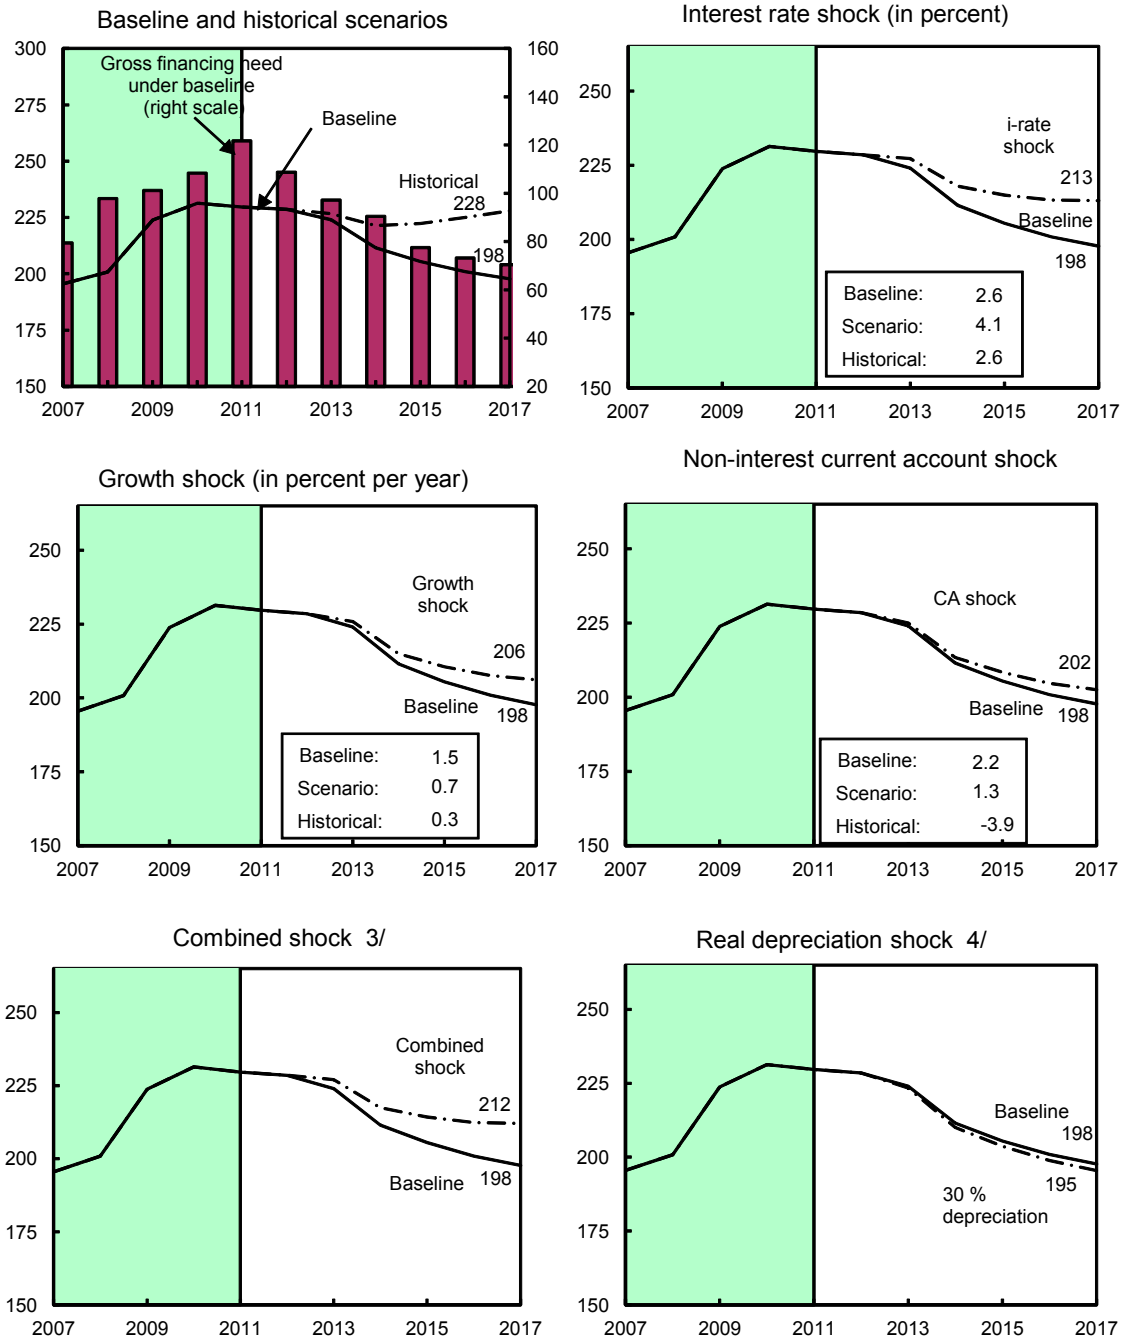 Baseline and historical scenarios
300
275
250
225
200
175
150
160
140
120
100
80
60
40
20
Gross financing need
under baseline
(right scale)
Baseline
Historical
228
198
2007 2009 2011 2013 2015 2017
Interest rate shock (in percent)
250
225
200
175
150
i-rate
shock
213
Baseline
198
Baseline: 2.6
Scenario: 4.1
Historical: 2.6
2007 2009 2011 2013 2015 2017
Growth shock (in percent per year)
250
225
200
175
150
Growth
shock
206
Baseline
198
Baseline: 1.5
Scenario: 0.7
Historical: 0.3
2007 2009 2011 2013 2015 2017
Non-interest current account shock
250
225
200
175
150
CA shock
202
Baseline
198
Baseline: 2.2
Scenario: 1.3
Historical: -3.9
2007 2009 2011 2013 2015 2017
Combined shock 3/
250
225
200
175
150
Combined
shock
212
Baseline
198
2007 2009 2011 2013 2015 2017
Real depreciation shock 4/
250
225
200
175
150
Baseline
198
195
30 %
depreciation
2007 2009 2011 2013 2015 2017